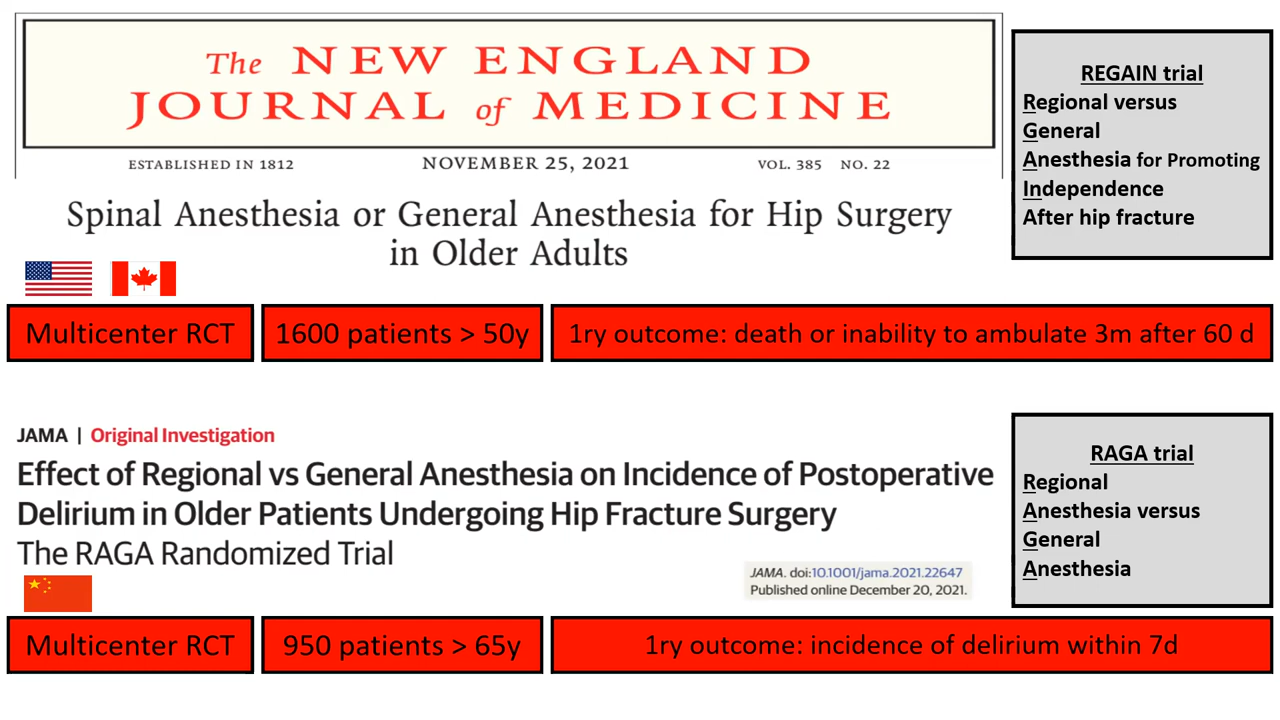 The NEW ENGLAND
JOURNAL of MEDICINE
ESTABLISHED IN 1812
NOVEMBER 25, 2021
VOL. 385 NO. 22
Spinal Anesthesia or General Anesthesia for Hip Surgery
in Older Adults
REGAIN trial
Regional versus
General
Anesthesia for Promoting
Independence
After hip fracture
Multicenter RCT
1600 patients > 50y
1ry outcome: death or inability to ambulate 3m after 60 d
JAMA | Original Investigation
Effect of Regional vs General Anesthesia on Incidence of Postoperative
Delirium in Older Patients Undergoing Hip Fracture Surgery
The RAGA Randomized Trial
JAMA. doi:10.1001/jama.2021.22647
Published online December 20, 2021.
RAGA trial
Regional
Anesthesia versus
General
Anesthesia
Multicenter RCT
950 patients > 65y
1ry outcome: incidence of delirium within 7d